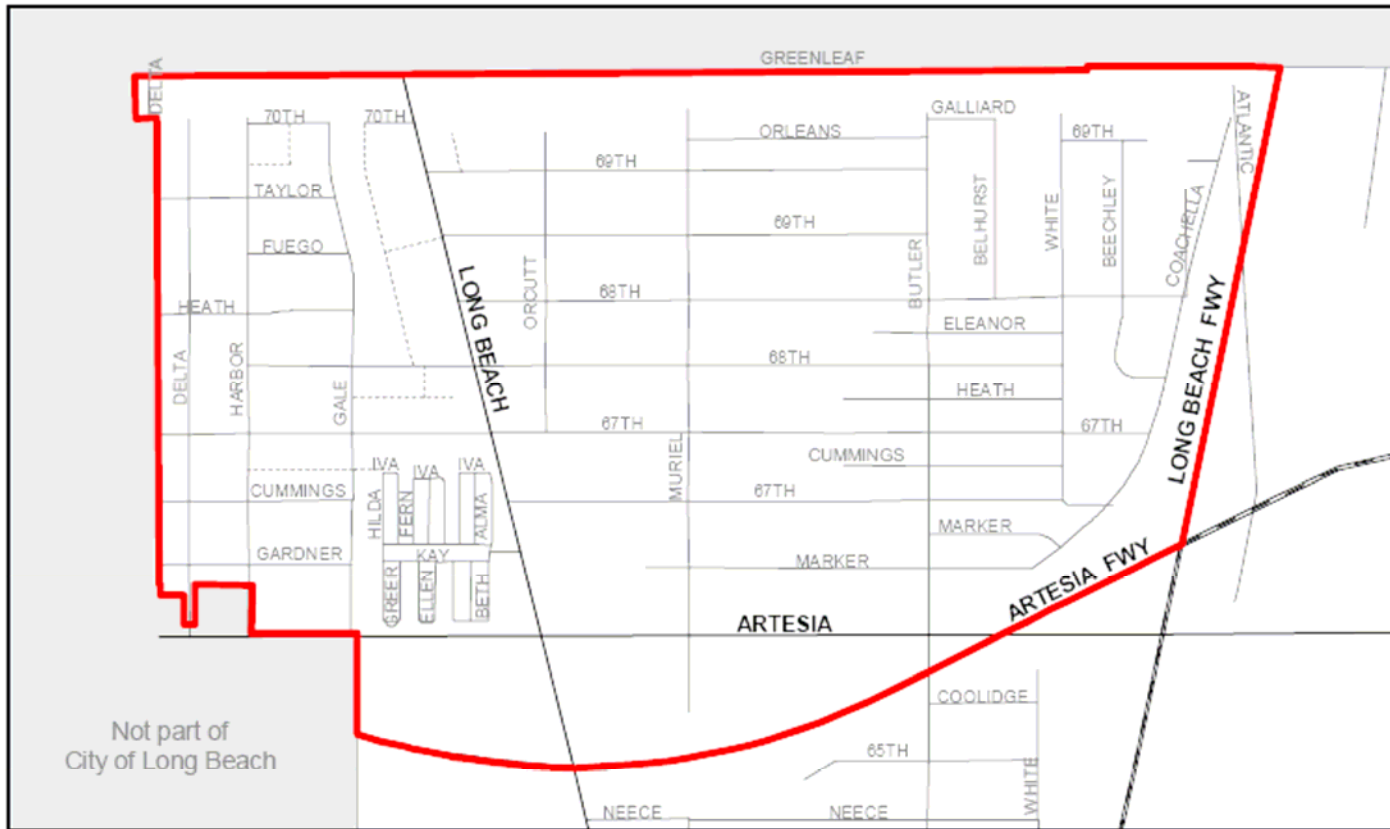 GREENLEAF
DELTA
70TH
70TH
GALLIARD
ATLANTIC
ORLEANS
69TH
69TH
TAYLOR
BELHURST
WHITE
BEECHLEY
COACHELLA
69TH
FUEGO
BUTLER
LONG BEACH
ORCUTT
68TH
HEATH
ELEANOR
LONG BEACH FWY
DELTA
HARBOR
GALE
68TH
HEATH
67TH
67TH
MURIEL
CUMMINGS
IVA
IVA
IVA
CUMMINGS
HILDA
FERN
ALMA
67TH
MARKER
GARDNER
KAY
MARKER
ARTESIA FWY
GREER
ELLEN
BETH
ARTESIA
COOLIDGE
Not part of
City of Long Beach
65TH
WHITE
NEECE
NEECE